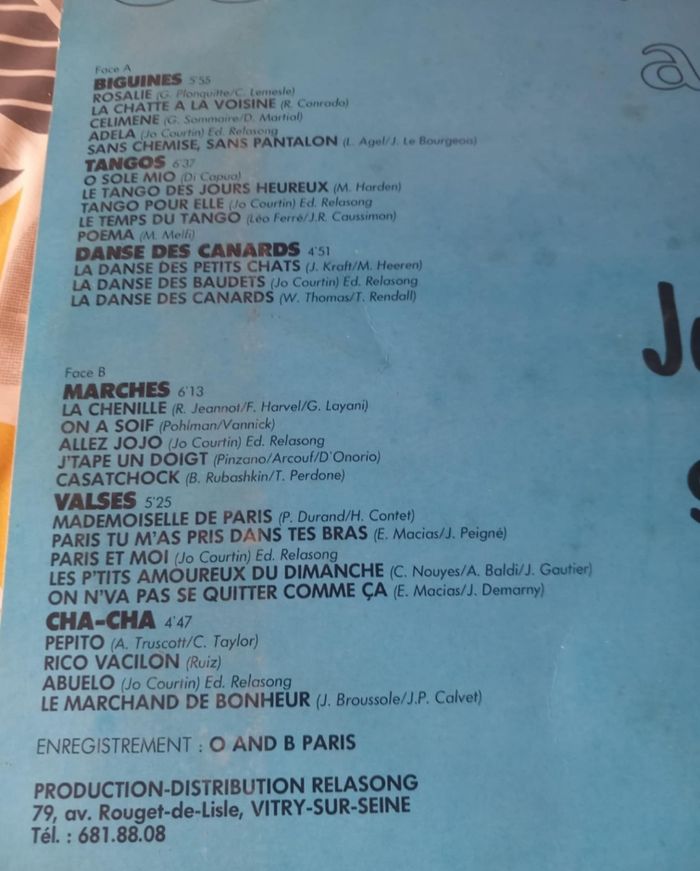 Face A
BIGUINES 5'55
ROSALIE (G. Plonquitte/C. Lemesle)
LA CHATTE A LA VOISINE (R. Conrado)
CELIMENE (G. Sommaire/D. Martial)
ADELA (Jo Courtin) Ed. Relasong
SANS CHEMISE, SANS PANTALON (L. Agel/J. Le Bourgeon)
TANGOS 6'37
O SOLE MIO (Di Capua)
LE TANGO DES JOURS HEUREUX (M. Harden)
TANGO POUR ELLE (Jo Courtin) Ed. Relasong
LE TEMPS DU TANGO (Léo Ferré/J.R. Caussimon)
POEMA (M. Melfi)
DANSE DES CANARDS 4'51
LA DANSE DES PETITS CHATS (J. Kraft/M. Heeren)
LA DANSE DES BAUDETS (Jo Courtin) Ed. Relasong
LA DANSE DES CANARDS (W. Thomas/T. Rendall)
Face B
MARCHES 6'13
LA CHENILLE (R. Jeannot/F. Harvel/G. Layani)
ON A SOIF (Pohlman/Vannick)
ALLEZ JOJO (Jo Courtin) Ed. Relasong
J'TAPE UN DOIGT (Pinzano/Arcouf/D'Onorio)
CASATCHOCK (B. Rubashkin/T. Perdone)
VALSES 5'25
MADEMOISELLE DE PARIS (P. Durand/H. Contet)
PARIS TU M'AS PRIS DANS TES BRAS (E. Macias/J. Peigné)
PARIS ET MOI (Jo Courtin) Ed. Relasong
LES P'TITS AMOUREUX DU DIMANCHE (C. Nouyes/A. Baldi/J. Gautier)
ON N'VA PAS SE QUITTER COMME ÇA (E. Macias/J. Demarny)
CHA-CHA 4'47
PEPITO (A. Truscott/C. Taylor)
RICO VACILON (Ruiz)
ABUELO (Jo Courtin) Ed. Relasong
LE MARCHAND DE BONHEUR (J. Broussole/J.P. Calvet)
ENREGISTREMENT : O AND B PARIS
PRODUCTION-DISTRIBUTION RELASONG
79, av. Rouget-de-Lisle, VITRY-SUR-SEINE
Tél. : 681.88.08